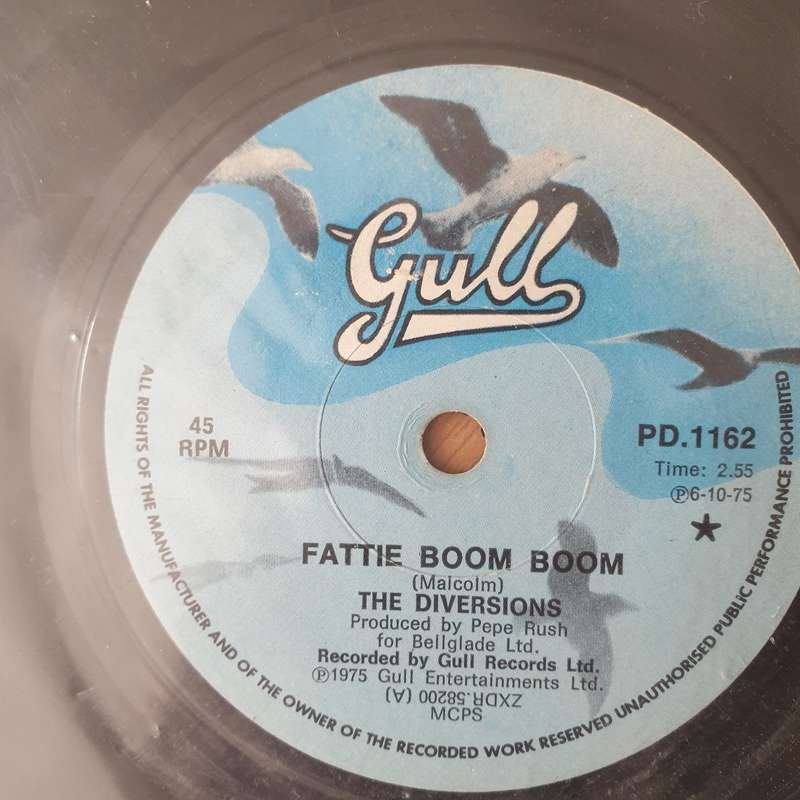 Gull
45
RPM
PD.1162
Time: 2.55
Ⓟ6-10-75
★
FATTIE BOOM BOOM
(Malcolm)
THE DIVERSIONS
Produced by Pepe Rush
for Bellglade Ltd.
Recorded by Gull Records Ltd.
Ⓟ1975 Gull Entertainments Ltd.
ZXDR.58200 (A)
MCPS
ALL RIGHTS OF THE MANUFACTURER AND OF THE OWNER OF THE RECORDED WORK RESERVED UNAUTHORISED PUBLIC PERFORMANCE PROHIBITED